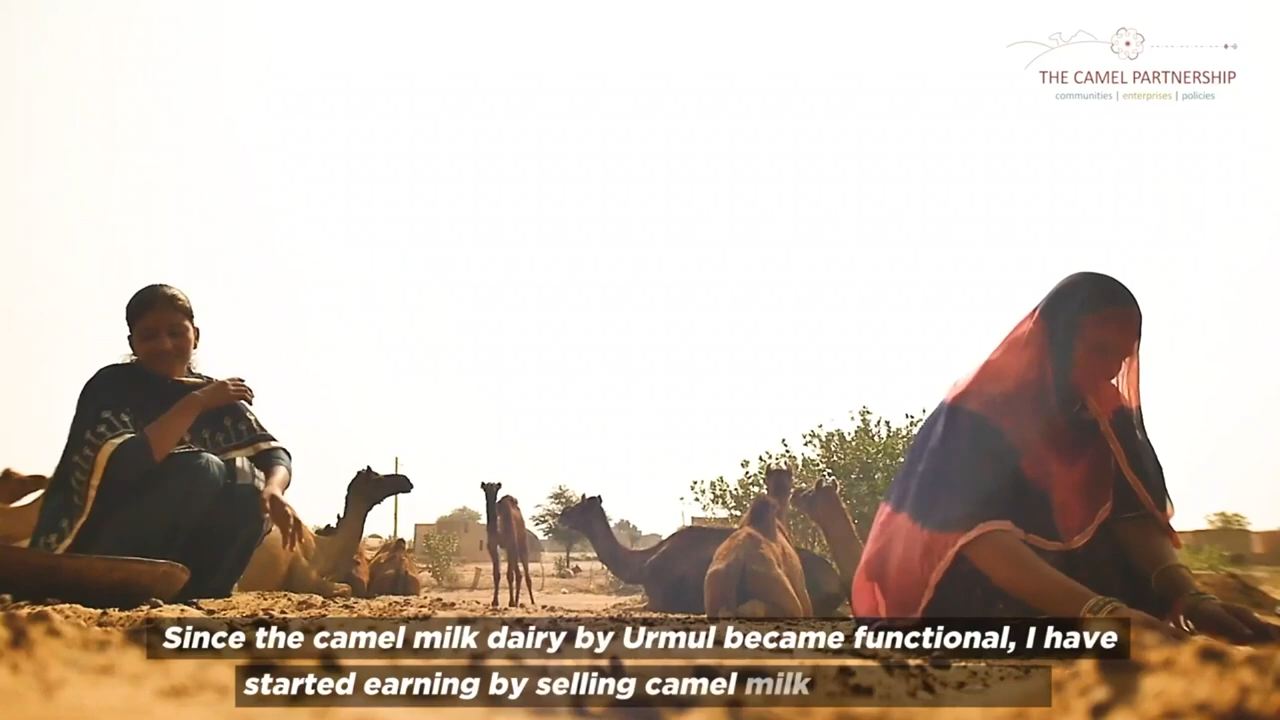 THE CAMEL PARTNERSHIP
communities | enterprises | policies
Since the camel milk dairy by Urmul became functional, I have
started earning by selling camel milk